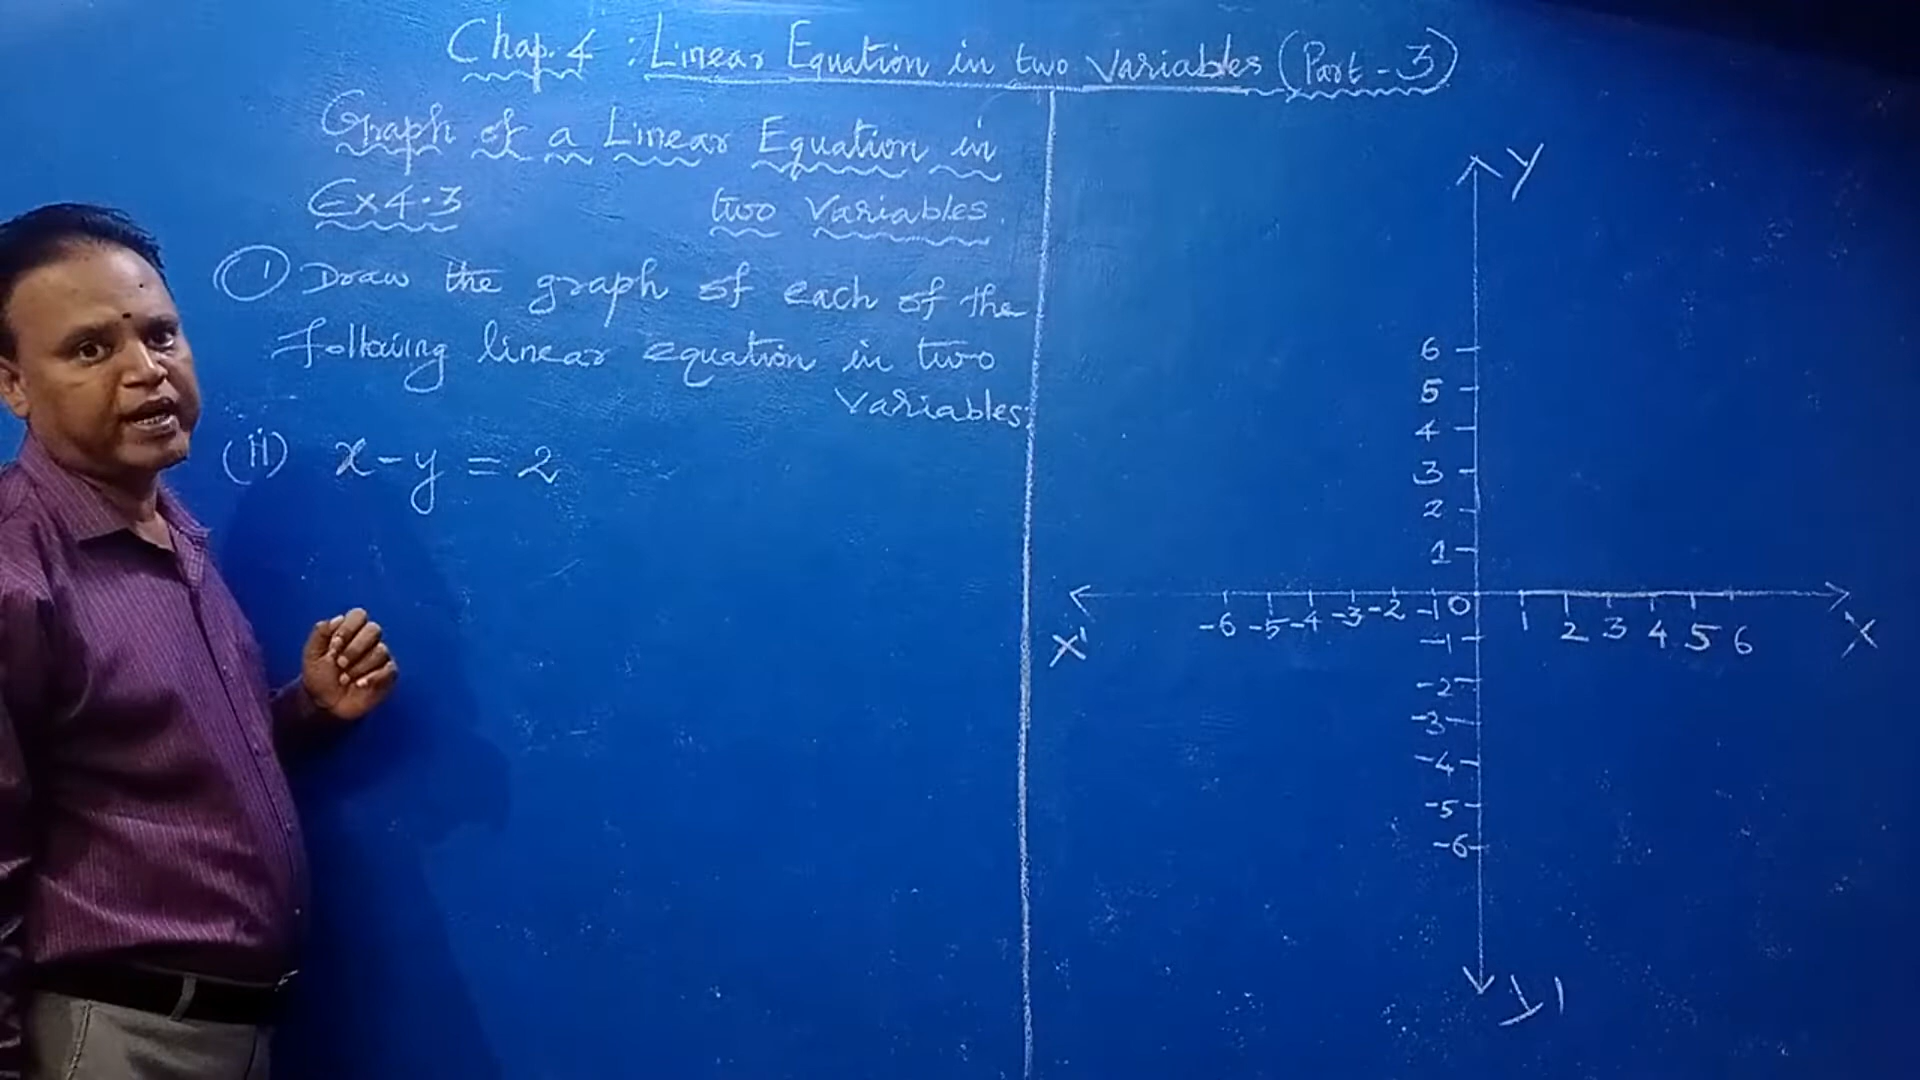 Chap. 4 : Linear Equation in two Variables (Part - 3)
Graph of a Linear Equation in
Ex 4.3 two Variables.
(1) Draw the graph of each of the
following linear equation in two
Variables:
(ii) x - y = 2
Y
6
5
4
3
2
1
-6 -5 -4 -3 -2 -1 0 1 2 3 4 5 6
X' X
-1
-2
-3
-4
-5
-6
Y'